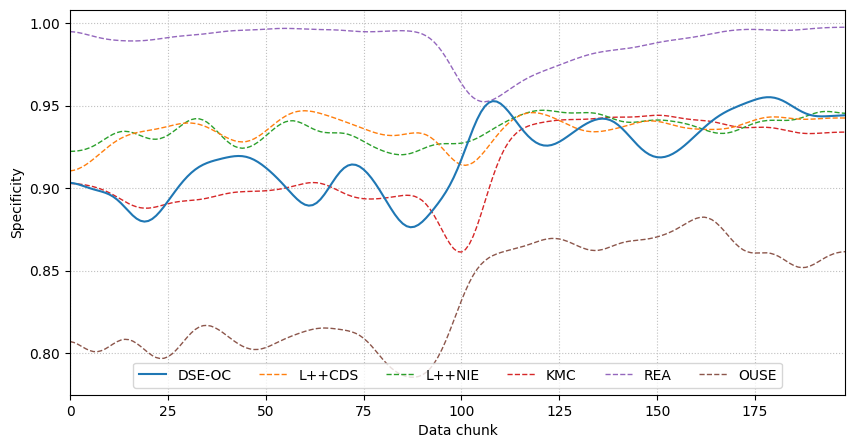 1.00
0.95
0.90
0.85
0.80
Specificity
DSE-OC L++CDS L++NIE KMC REA OUSE
0 25 50 75 100 125 150 175
Data chunk